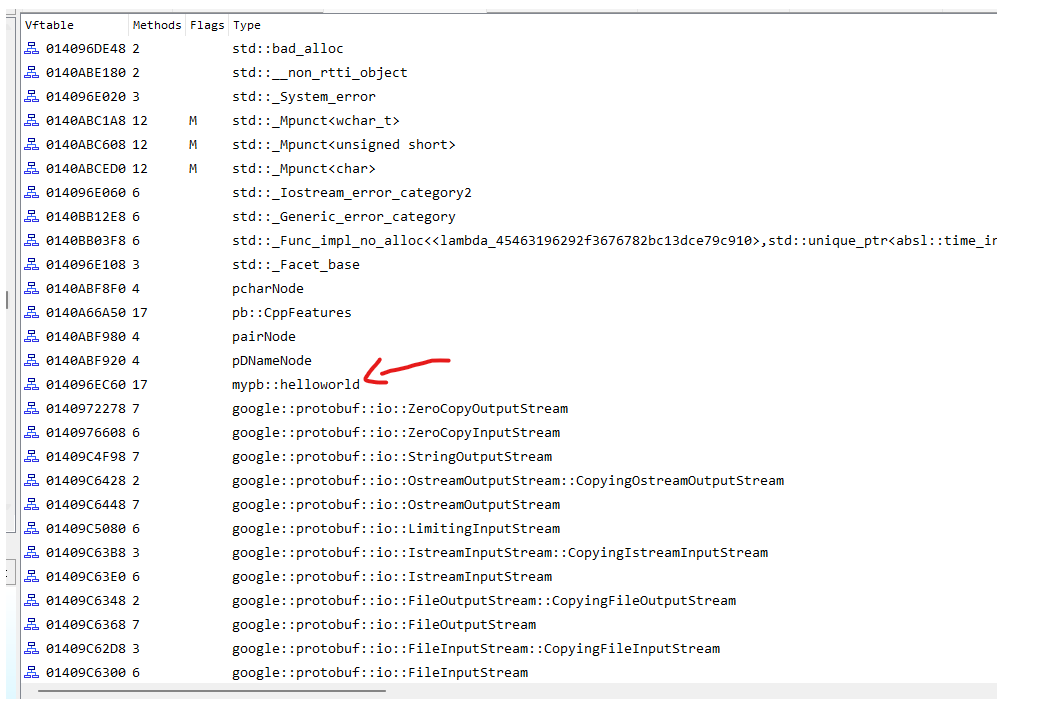 Vftable Methods Flags Type
014096DE48 2 std::bad_alloc
0140ABE180 2 std::__non_rtti_object
014096E020 3 std::_System_error
0140ABC1A8 12 M std::_Mpunct<wchar_t>
0140ABC608 12 M std::_Mpunct<unsigned short>
0140ABCED0 12 M std::_Mpunct<char>
014096E060 6 std::_Iostream_error_category2
0140BB12E8 6 std::_Generic_error_category
0140BB03F8 6 std::_Func_impl_no_alloc<<lambda_45463196292f3676782bc13dce79c910>,std::unique_ptr<absl::time_in
014096E108 3 std::_Facet_base
0140ABF8F0 4 pcharNode
0140A66A50 17 pb::CppFeatures
0140ABF980 4 pairNode
0140ABF920 4 pDNameNode
014096EC60 17 mypb::helloworld
0140972278 7 google::protobuf::io::ZeroCopyOutputStream
0140976608 6 google::protobuf::io::ZeroCopyInputStream
01409C4F98 7 google::protobuf::io::StringOutputStream
01409C6428 2 google::protobuf::io::OstreamOutputStream::CopyingOstreamOutputStream
01409C6448 7 google::protobuf::io::OstreamOutputStream
01409C5080 6 google::protobuf::io::LimitingInputStream
01409C63B8 3 google::protobuf::io::IstreamInputStream::CopyingIstreamInputStream
01409C63E0 6 google::protobuf::io::IstreamInputStream
01409C6348 2 google::protobuf::io::FileOutputStream::CopyingFileOutputStream
01409C6368 7 google::protobuf::io::FileOutputStream
01409C62D8 3 google::protobuf::io::FileInputStream::CopyingFileInputStream
01409C6300 6 google::protobuf::io::FileInputStream